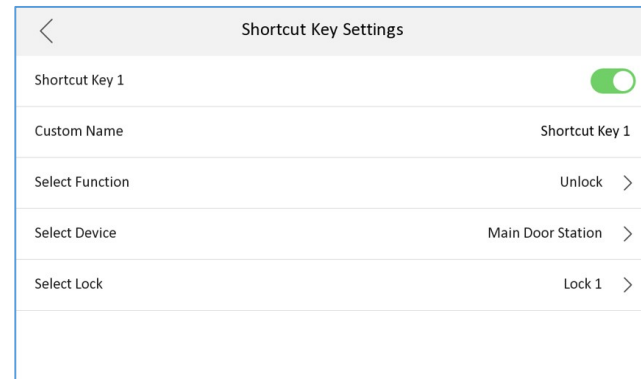 Shortcut Key Settings
Shortcut Key 1
Custom Name Shortcut Key 1
Select Function Unlock
Select Device Main Door Station
Select Lock Lock 1